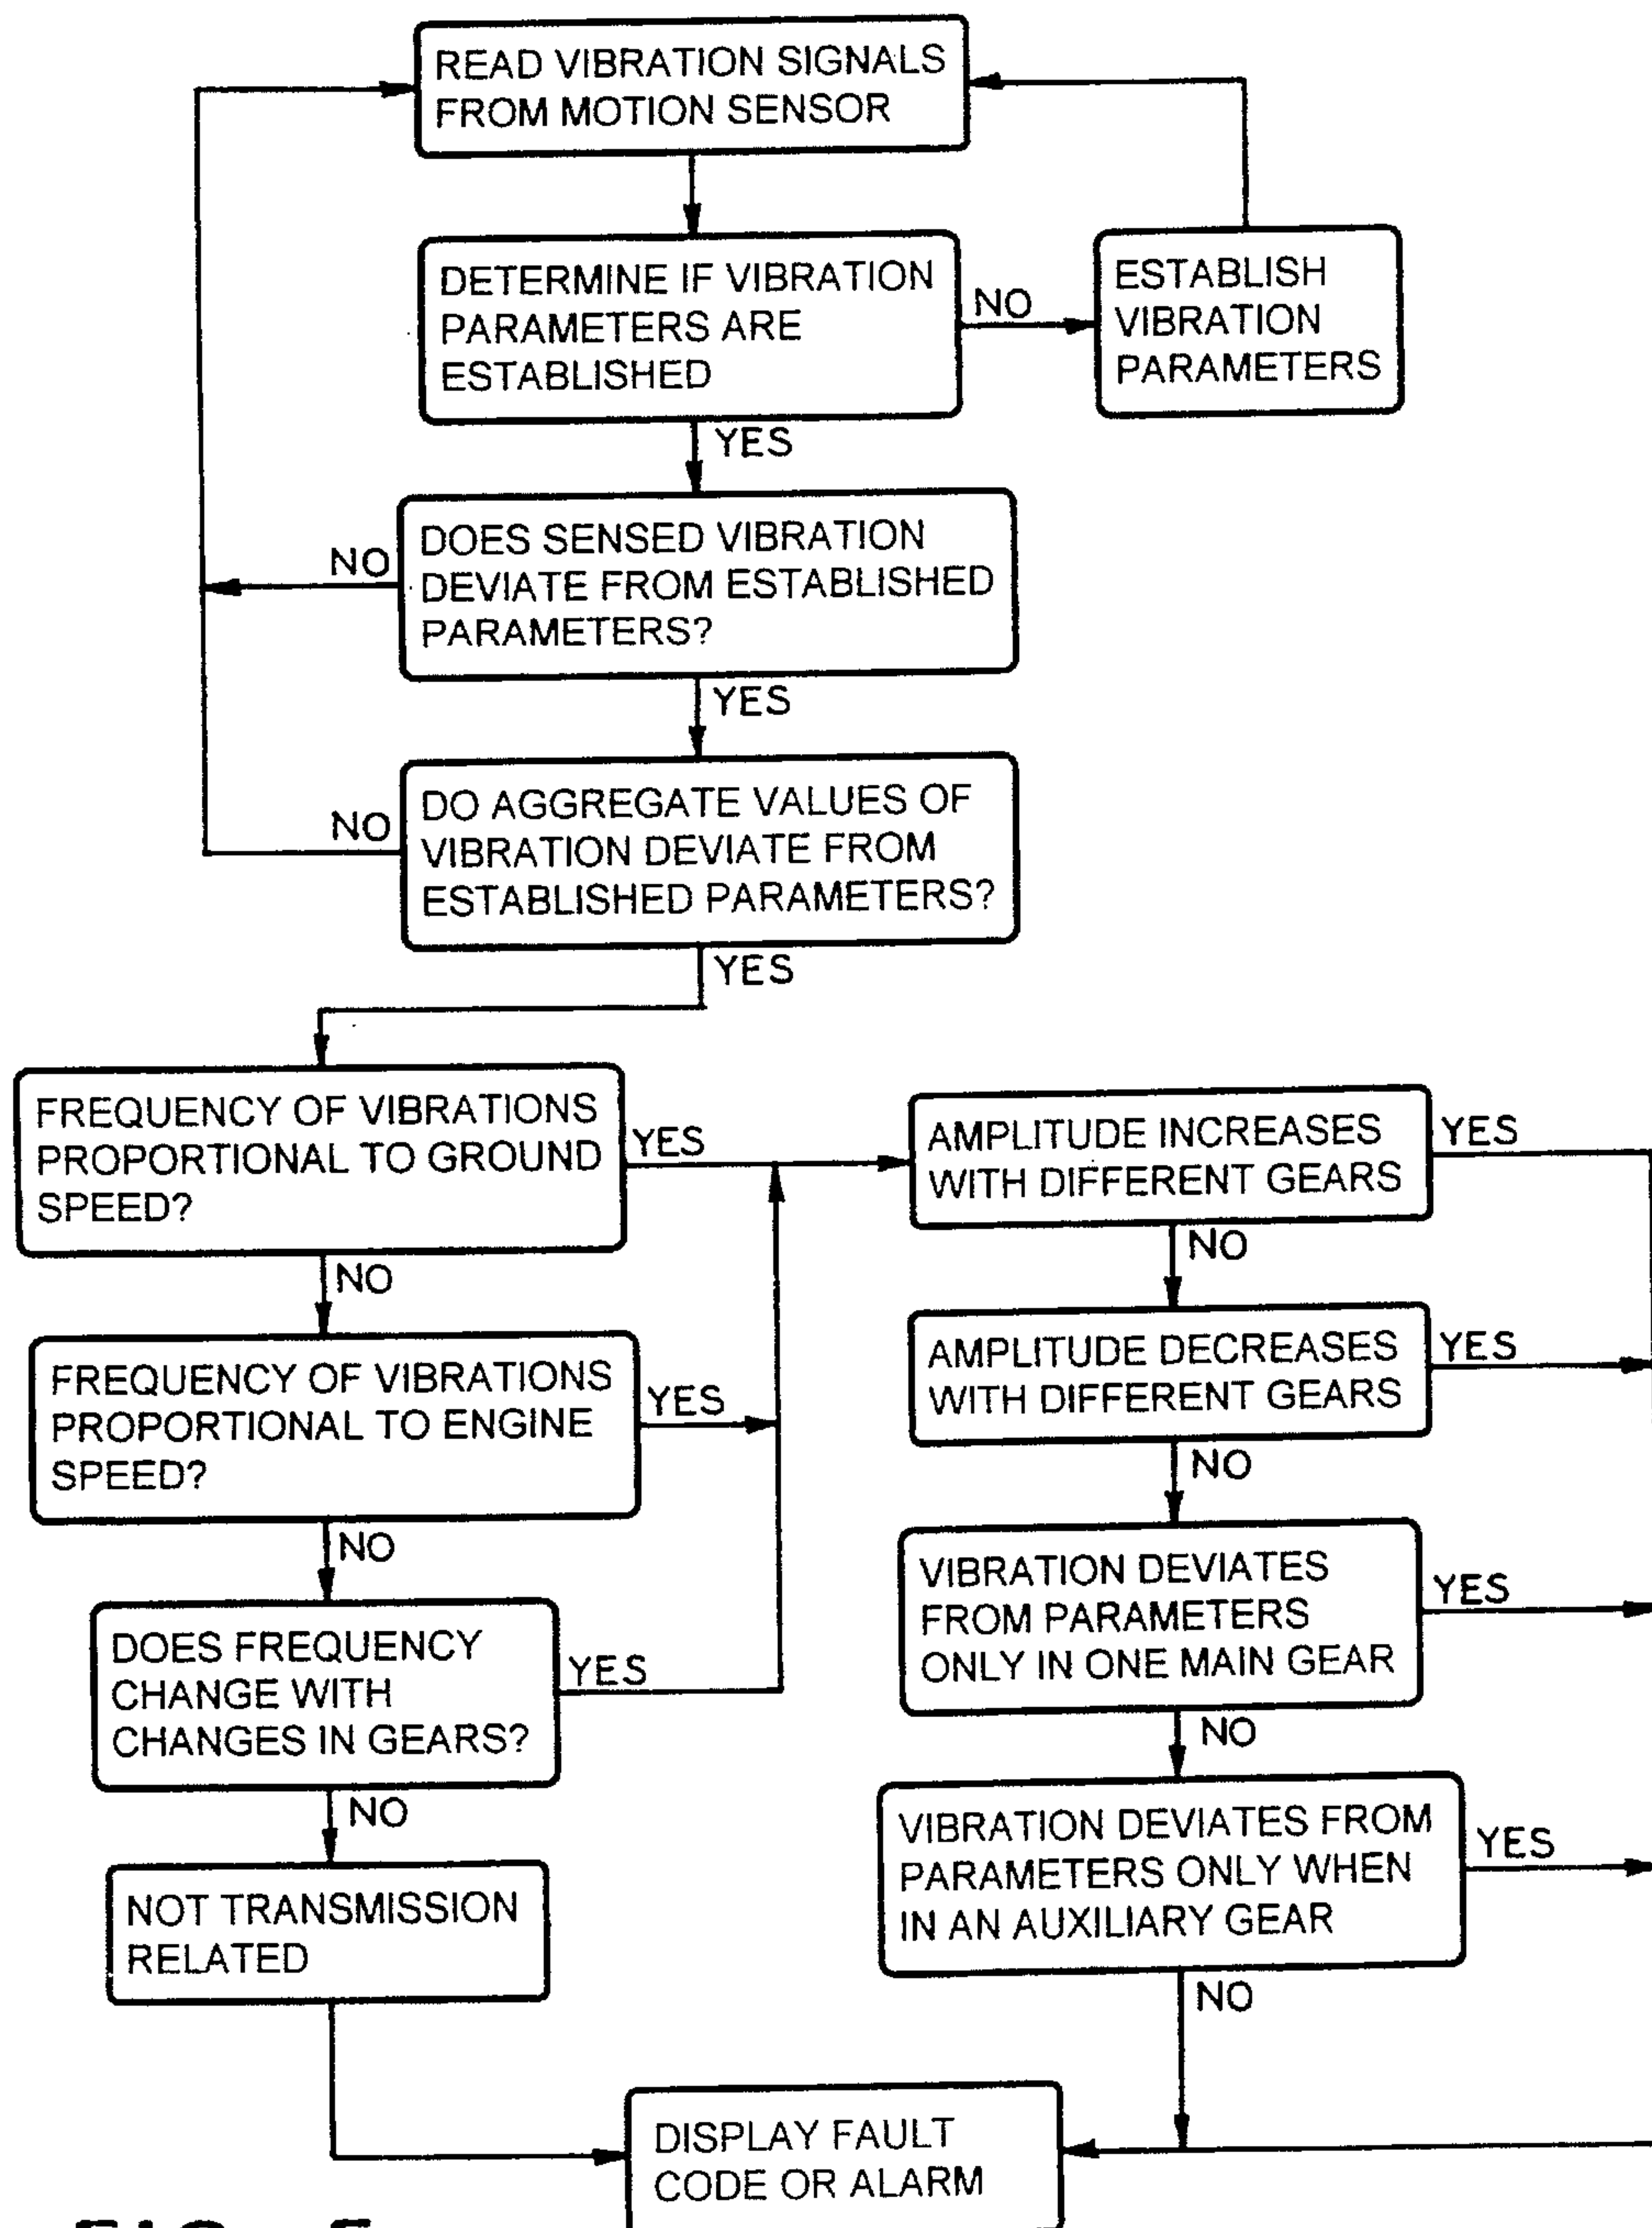 READ VIBRATION SIGNALS
FROM MOTION SENSOR
DETERMINE IF VIBRATION
PARAMETERS ARE
ESTABLISHED
NO
ESTABLISH
VIBRATION
PARAMETERS
YES
DOES SENSED VIBRATION
DEVIATE FROM ESTABLISHED
PARAMETERS?
NO
YES
DO AGGREGATE VALUES OF
VIBRATION DEVIATE FROM
ESTABLISHED PARAMETERS?
NO
YES
FREQUENCY OF VIBRATIONS
PROPORTIONAL TO GROUND
SPEED?
YES
NO
FREQUENCY OF VIBRATIONS
PROPORTIONAL TO ENGINE
SPEED?
YES
NO
DOES FREQUENCY
CHANGE WITH
CHANGES IN GEARS?
YES
NO
NOT TRANSMISSION
RELATED
AMPLITUDE INCREASES
WITH DIFFERENT GEARS
YES
NO
AMPLITUDE DECREASES
WITH DIFFERENT GEARS
YES
NO
VIBRATION DEVIATES
FROM PARAMETERS
ONLY IN ONE MAIN GEAR
YES
NO
VIBRATION DEVIATES FROM
PARAMETERS ONLY WHEN
IN AN AUXILIARY GEAR
YES
NO
DISPLAY FAULT
CODE OR ALARM